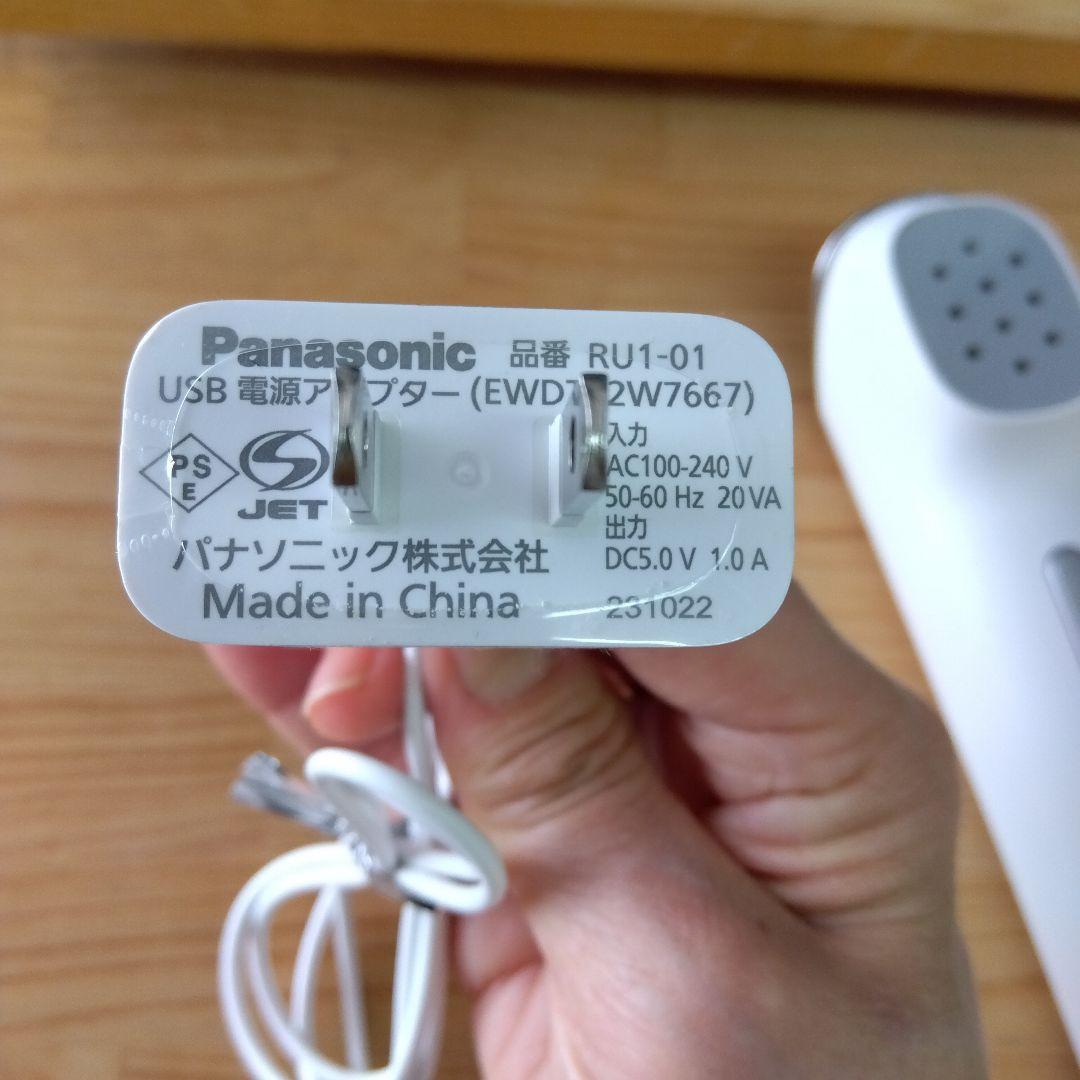 Panasonic 品番 RU1-01
USB 電源アダプター (EWD 2W7667)
PS
E
JET
入力
AC100-240 V
50-60 Hz 20 VA
出力
DC5.0 V 1.0 A
パナソニック株式会社
Made in China
231022